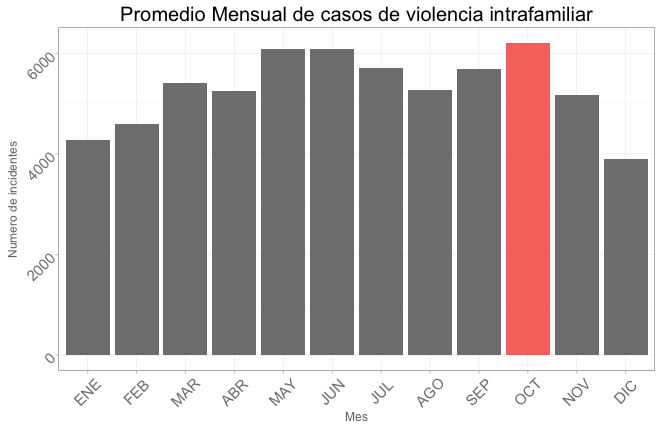 Promedio Mensual de casos de violencia intrafamiliar
Numero de incidentes
6000
4000
2000
0
ENE FEB MAR ABR MAY JUN JUL AGO SEP OCT NOV DIC
Mes